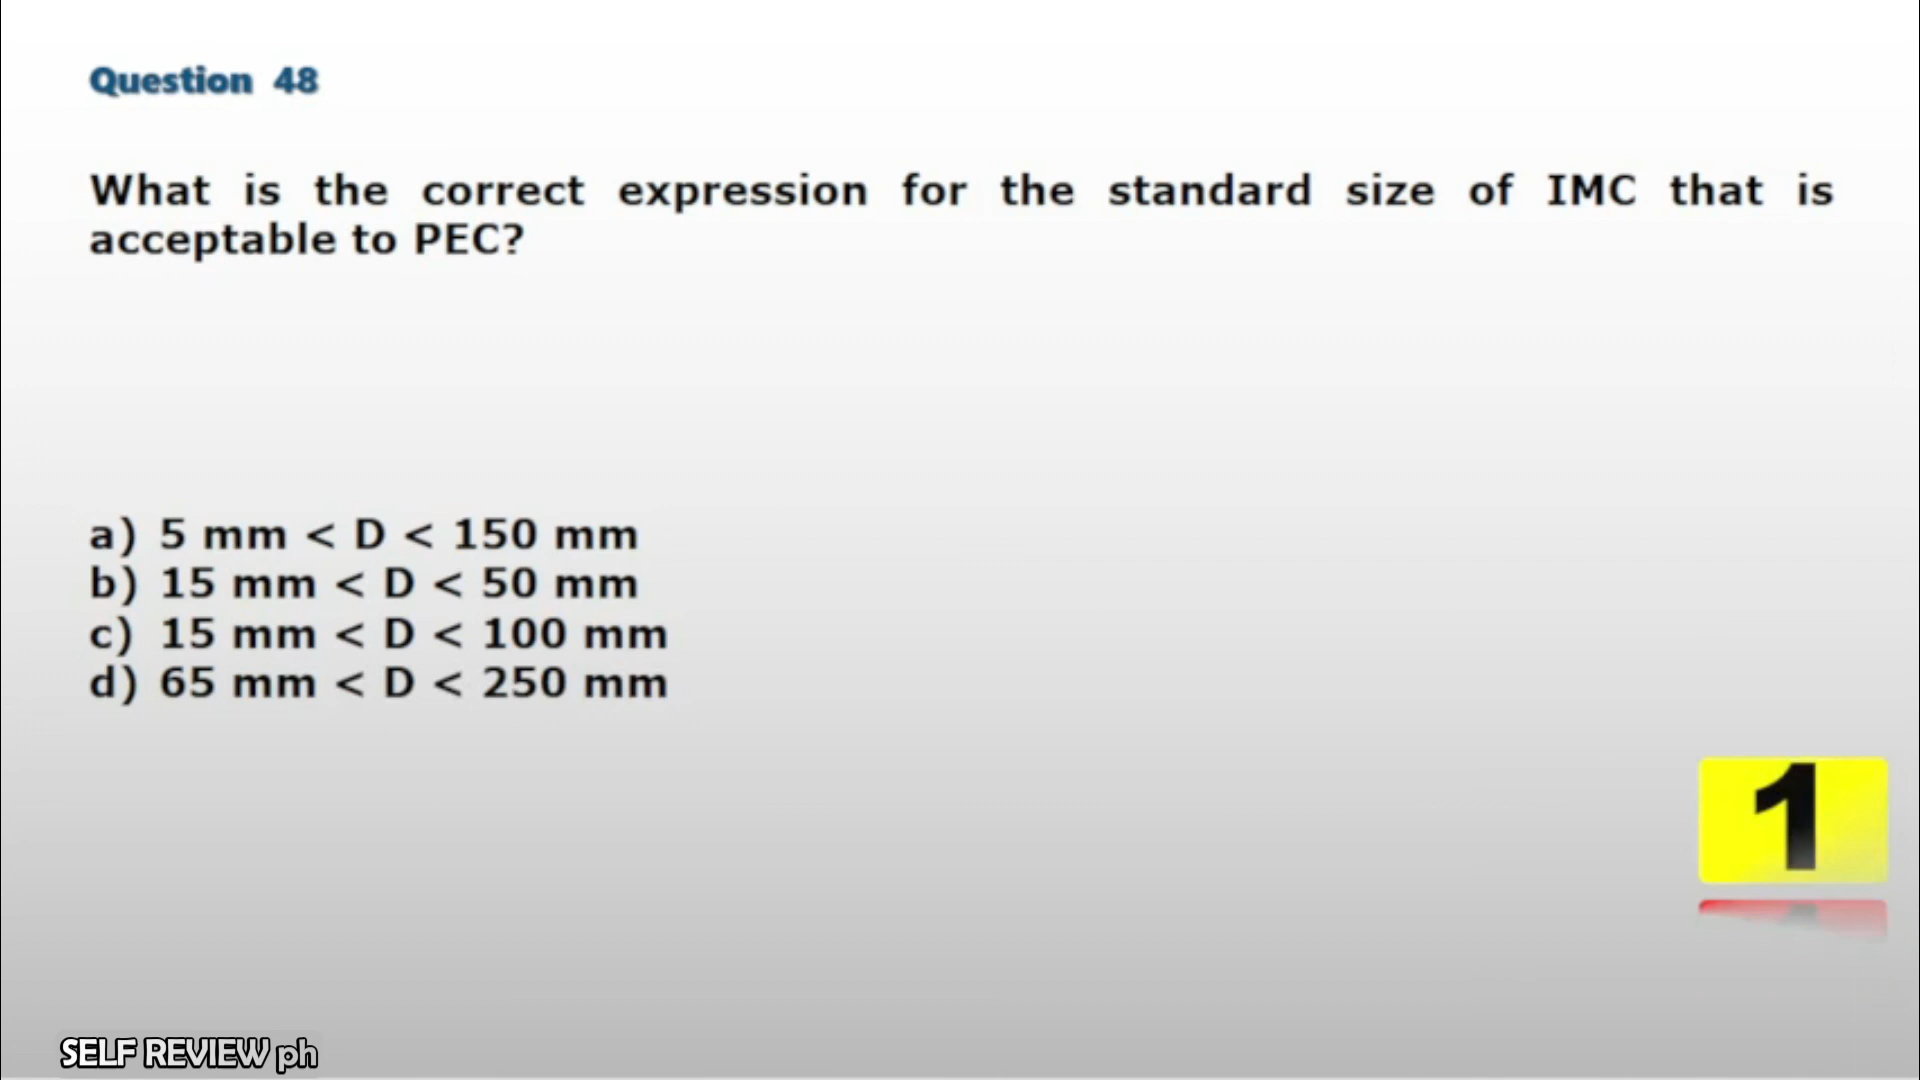 Question 48
What is the correct expression for the standard size of IMC that is
acceptable to PEC?
a) 5 mm < D < 150 mm
b) 15 mm < D < 50 mm
c) 15 mm < D < 100 mm
d) 65 mm < D < 250 mm
1
SELF REVIEW ph